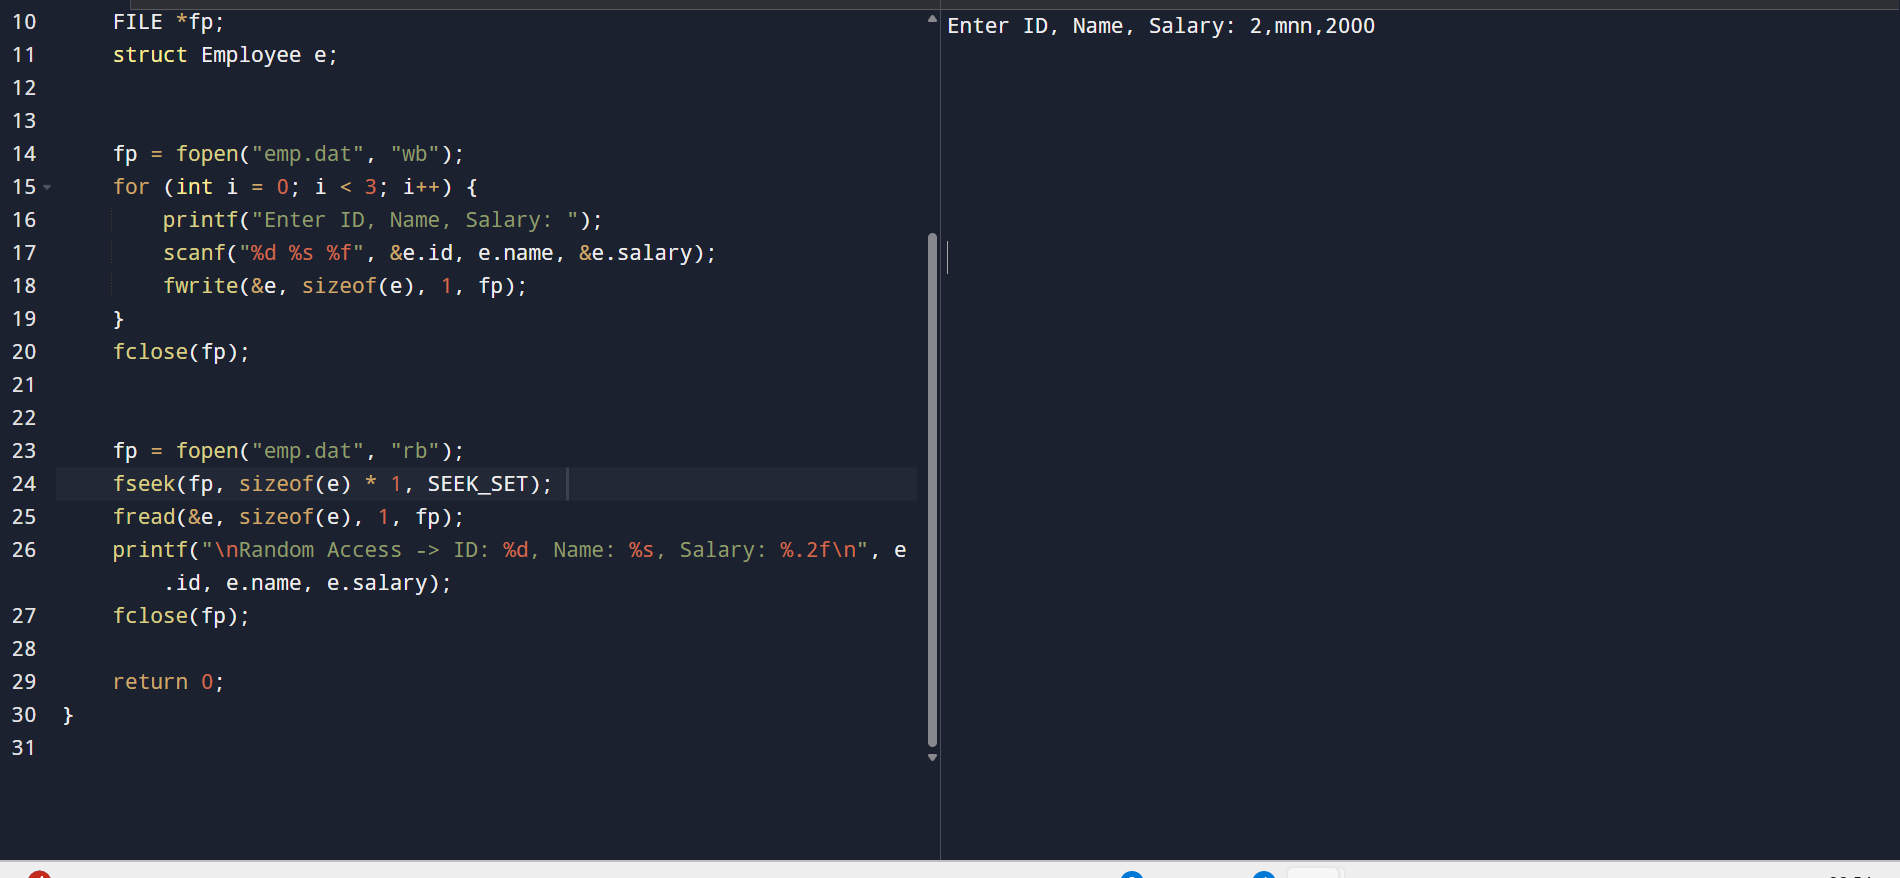 10 FILE *fp;
11 struct Employee e;
12
13
14 fp = fopen("emp.dat", "wb");
15 for (int i = 0; i < 3; i++) {
16 printf("Enter ID, Name, Salary: ");
17 scanf("%d %s %f", &e.id, e.name, &e.salary);
18 fwrite(&e, sizeof(e), 1, fp);
19 }
20 fclose(fp);
21
22
23 fp = fopen("emp.dat", "rb");
24 fseek(fp, sizeof(e) * 1, SEEK_SET);
25 fread(&e, sizeof(e), 1, fp);
26 printf("\nRandom Access -> ID: %d, Name: %s, Salary: %.2f\n", e
.id, e.name, e.salary);
27 fclose(fp);
28
29 return 0;
30 }
31
Enter ID, Name, Salary: 2,mnn,2000